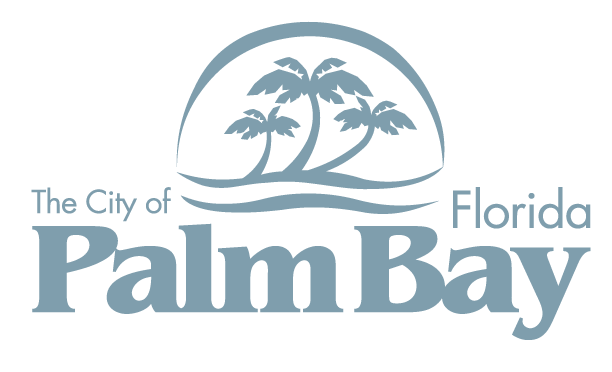 The City of
Florida
Palm Bay